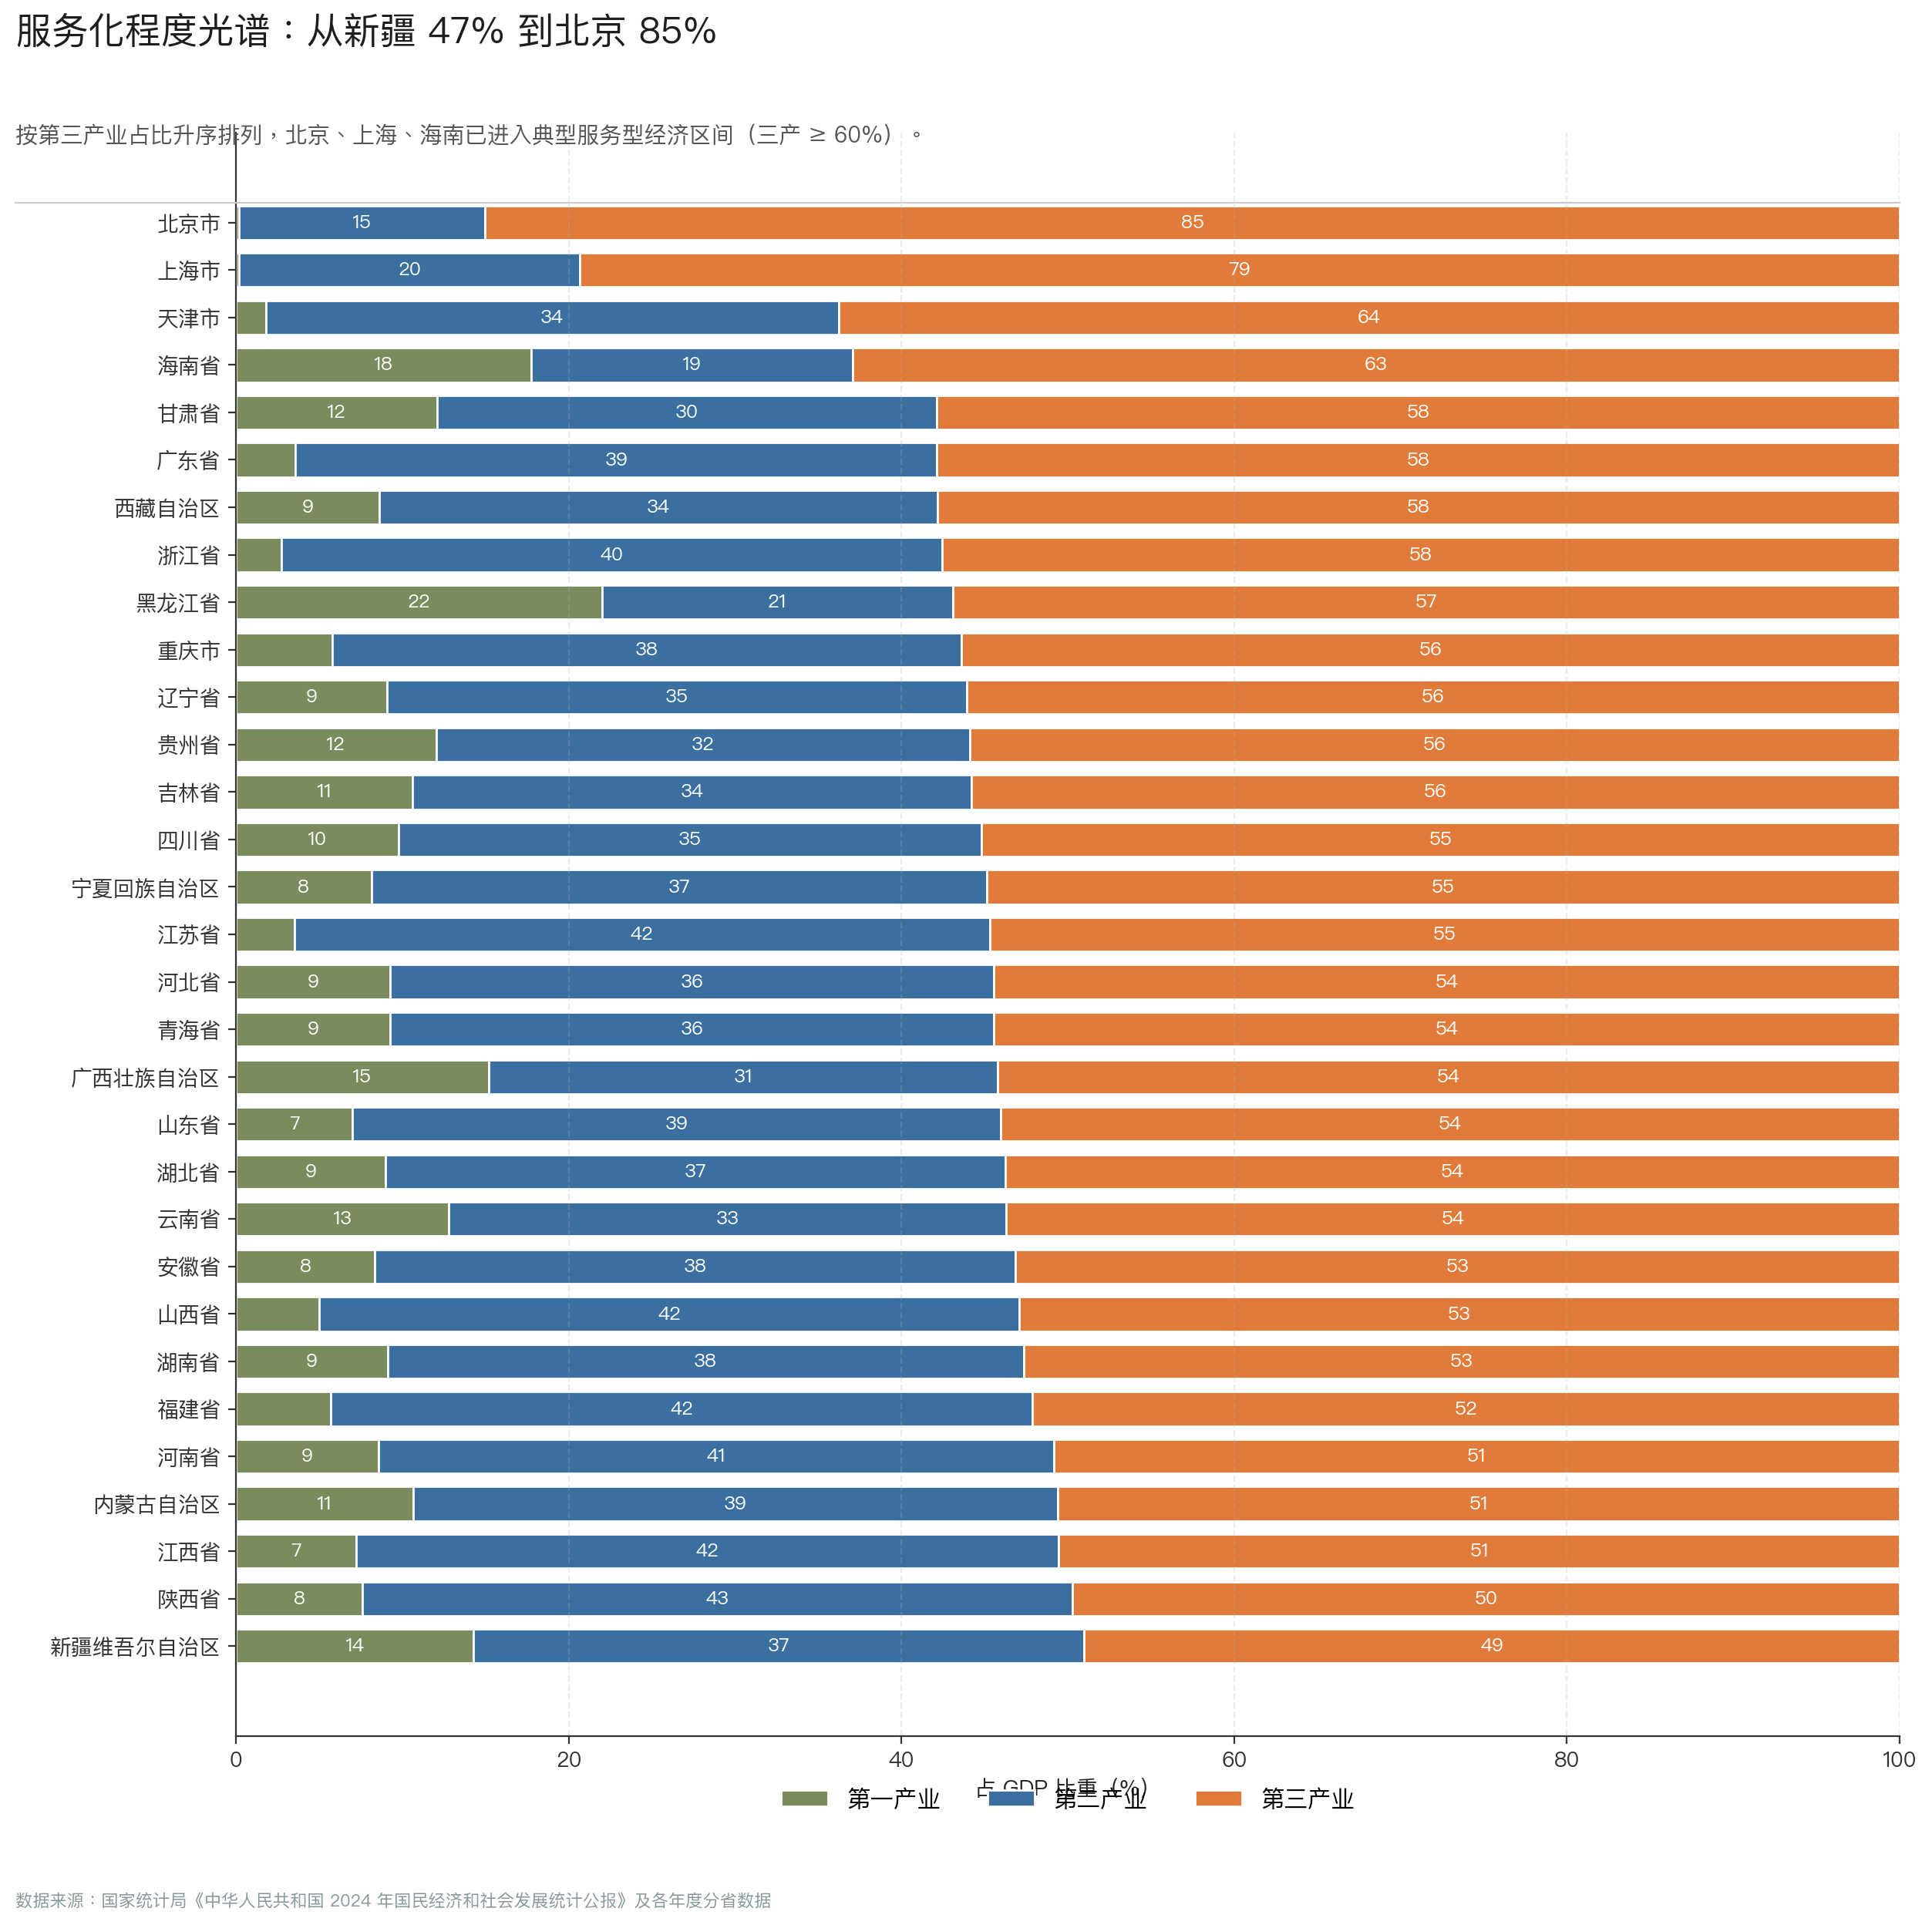 服务化程度光谱：从新疆 47% 到北京 85%
按第三产业占比升序排列，北京、上海、海南已进入典型服务型经济区间（三产 ≥ 60%）。
北京市 15 85
上海市 20 79
天津市 34 64
海南省 18 19 63
甘肃省 12 30 58
广东省 39 58
西藏自治区 9 34 58
浙江省 40 58
黑龙江省 22 21 57
重庆市 38 56
辽宁省 9 35 56
贵州省 12 32 56
吉林省 11 34 56
四川省 10 35 55
宁夏回族自治区 8 37 55
江苏省 42 55
河北省 9 36 54
青海省 9 36 54
广西壮族自治区 15 31 54
山东省 7 39 54
湖北省 9 37 54
云南省 13 33 54
安徽省 8 38 53
山西省 42 53
湖南省 9 38 53
福建省 42 52
河南省 9 41 51
内蒙古自治区 11 39 51
江西省 7 42 51
陕西省 8 43 50
新疆维吾尔自治区 14 37 49
0 20 40 60 80 100
占 GDP 比重（%）
第一产业 第二产业 第三产业
数据来源：国家统计局《中华人民共和国 2024 年国民经济和社会发展统计公报》及各年度分省数据